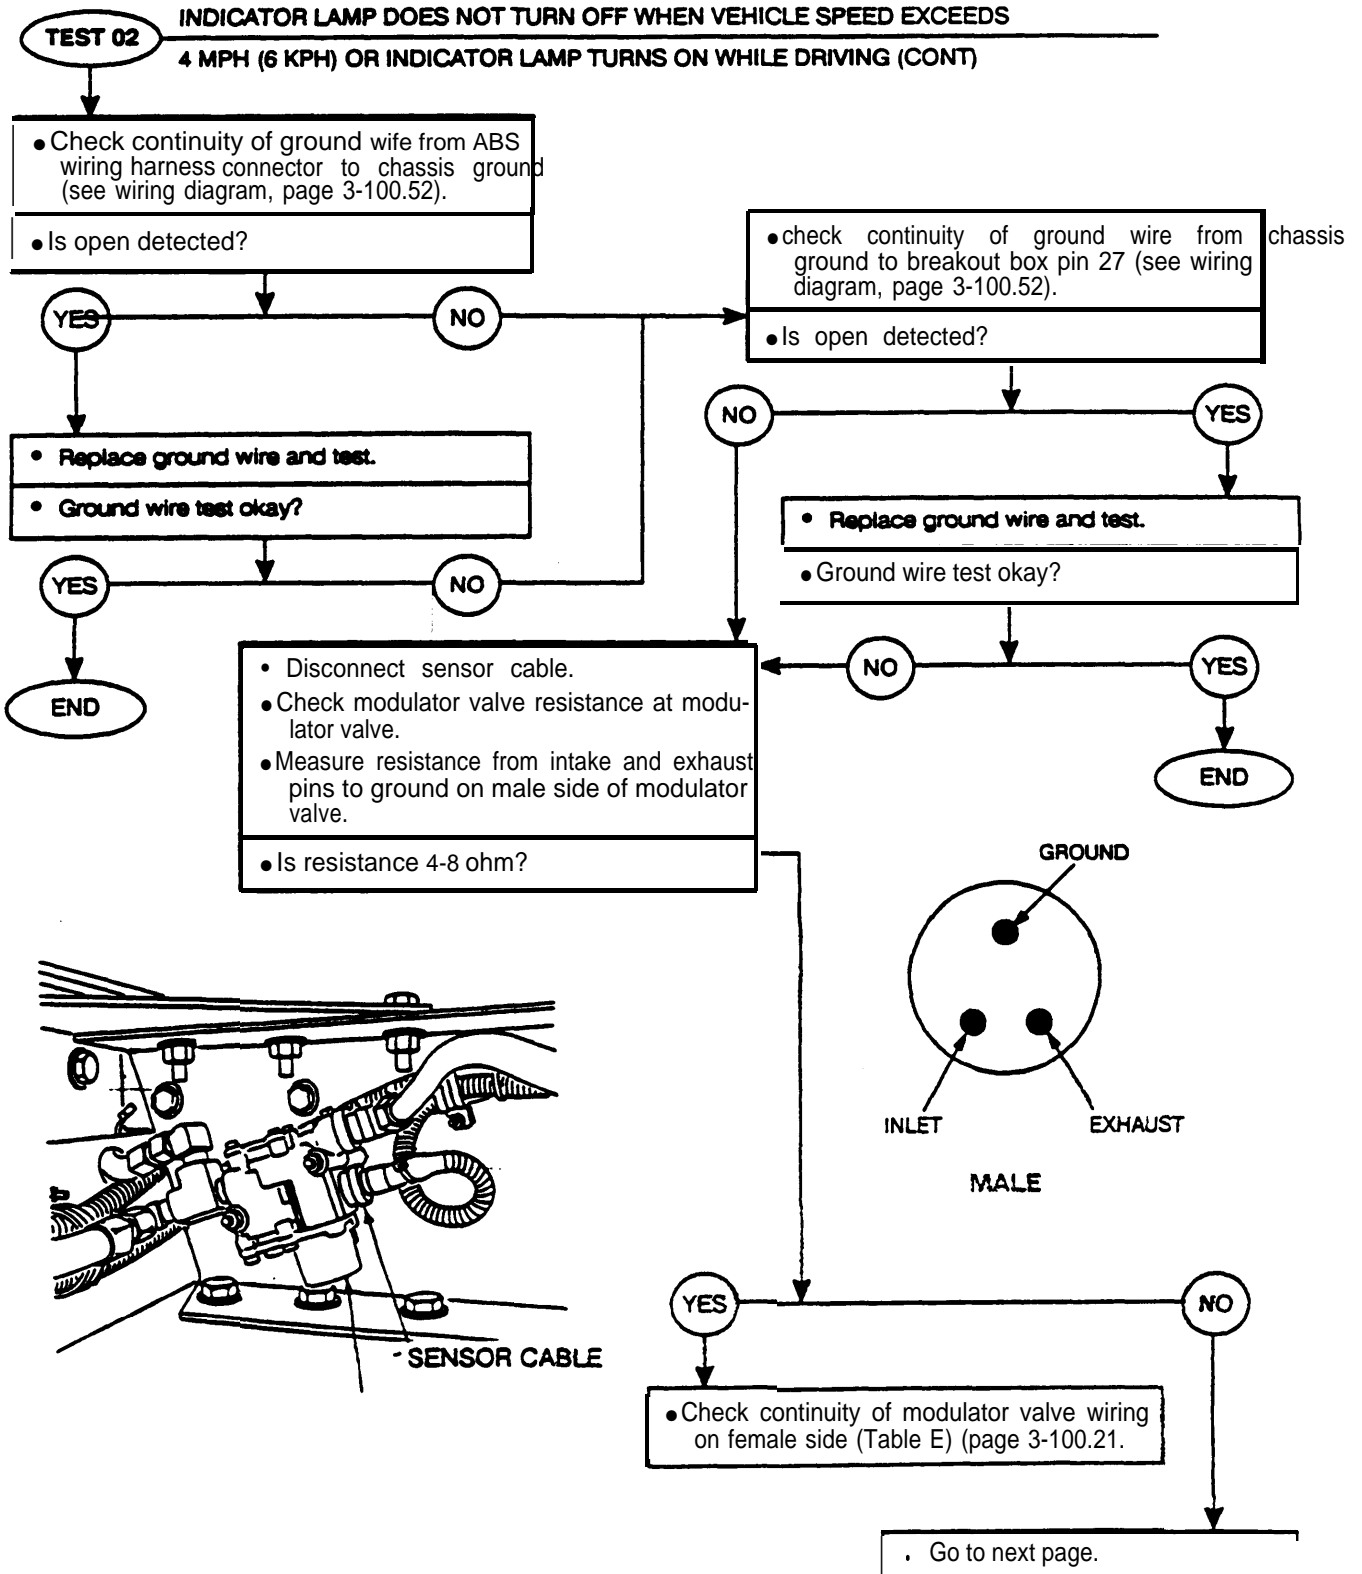 TEST 02
INDICATOR LAMP DOES NOT TURN OFF WHEN VEHICLE SPEED EXCEEDS
4 MPH (6 KPH) OR INDICATOR LAMP TURNS ON WHILE DRIVING (CONT)
● Check continuity of ground wife from ABS
wiring harness connector to chassis ground
(see wiring diagram, page 3-100.52).
● Is open detected?
● check continuity of ground wire from chassis
ground to breakout box pin 27 (see wiring
diagram, page 3-100.52).
● Is open detected?
YES
NO
NO
YES
• Replace ground wire and test.
• Ground wire test okay?
• Replace ground wire and test.
● Ground wire test okay?
YES
NO
NO
YES
END
END
• Disconnect sensor cable.
● Check modulator valve resistance at modu-
lator valve.
● Measure resistance from intake and exhaust
pins to ground on male side of modulator
valve.
● Is resistance 4-8 ohm?
GROUND
INLET
EXHAUST
MALE
SENSOR CABLE
YES
NO
● Check continuity of modulator valve wiring
on female side (Table E) (page 3-100.21.
. Go to next page.